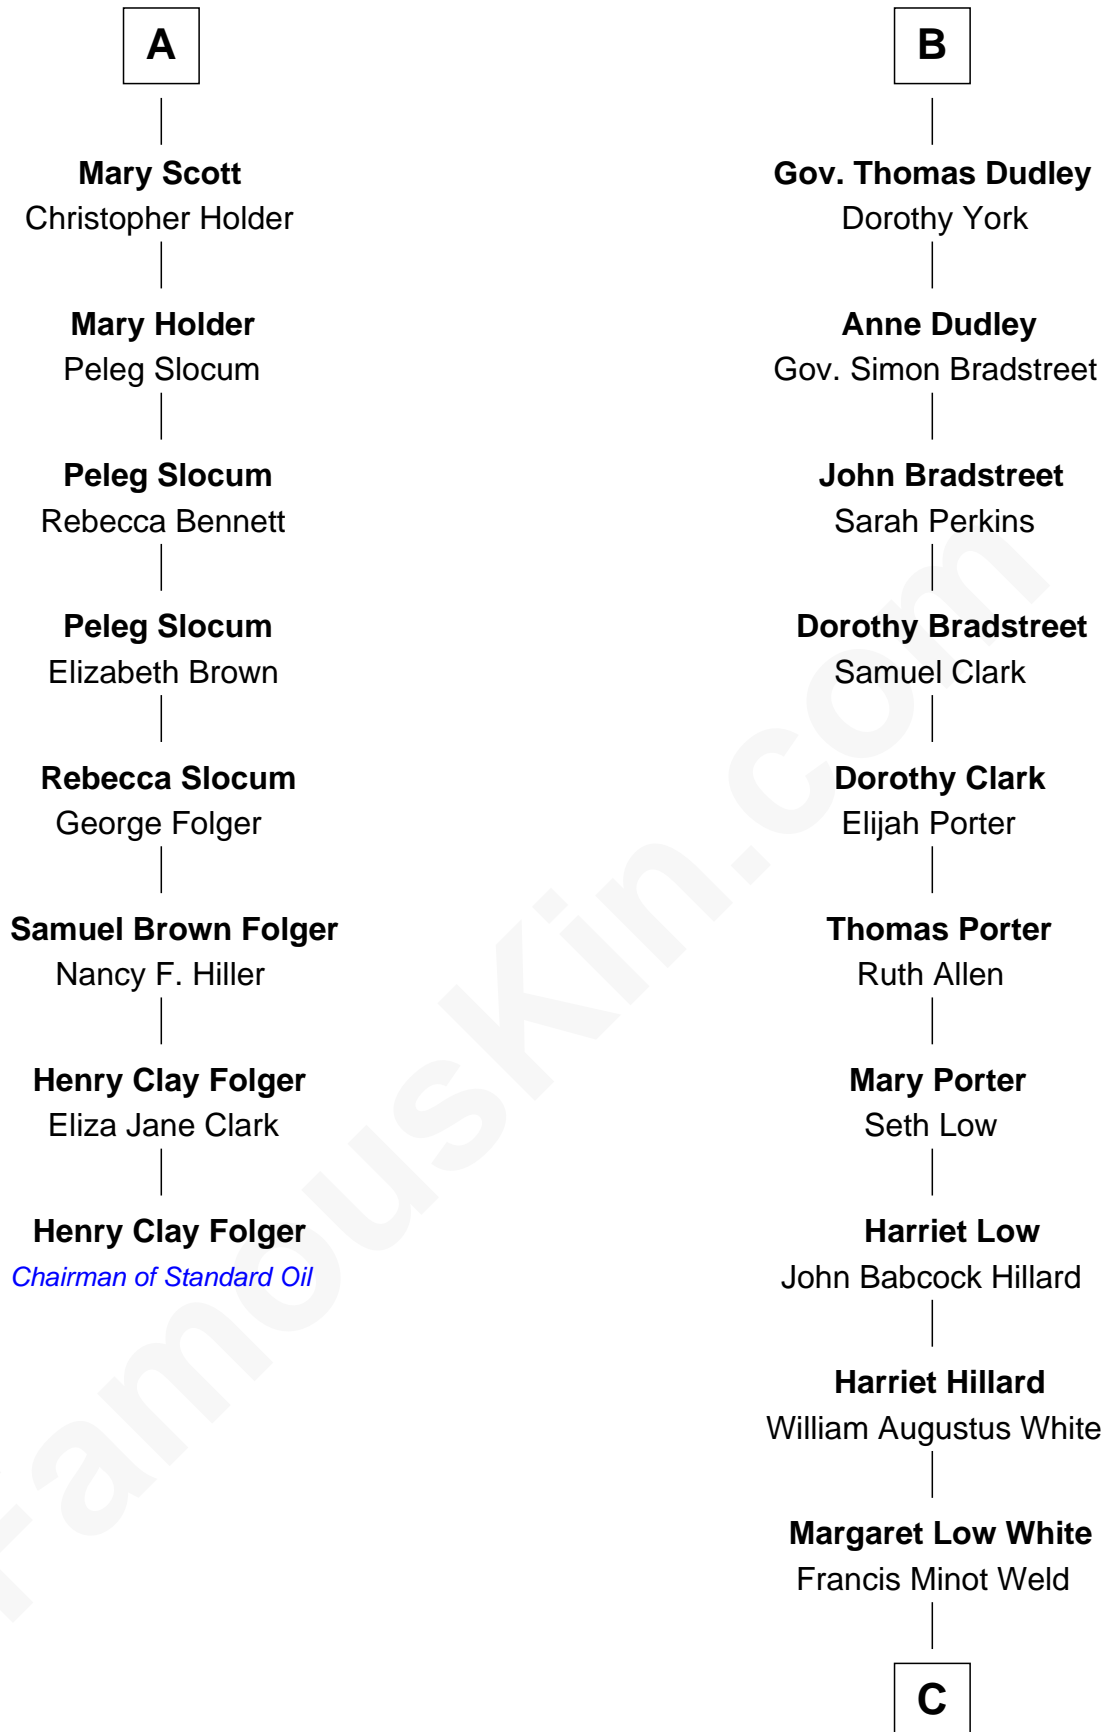 A
Mary Scott
Christopher Holder
Mary Holder
Peleg Slocum
Peleg Slocum
Rebecca Bennett
Peleg Slocum
Elizabeth Brown
Rebecca Slocum
George Folger
Samuel Brown Folger
Nancy F. Hiller
Henry Clay Folger
Eliza Jane Clark
Henry Clay Folger
Chairman of Standard Oil
B
Gov. Thomas Dudley
Dorothy York
Anne Dudley
Gov. Simon Bradstreet
John Bradstreet
Sarah Perkins
Dorothy Bradstreet
Samuel Clark
Dorothy Clark
Elijah Porter
Thomas Porter
Ruth Allen
Mary Porter
Seth Low
Harriet Low
John Babcock Hillard
Harriet Hillard
William Augustus White
Margaret Low White
Francis Minot Weld
C
FamousKin.com